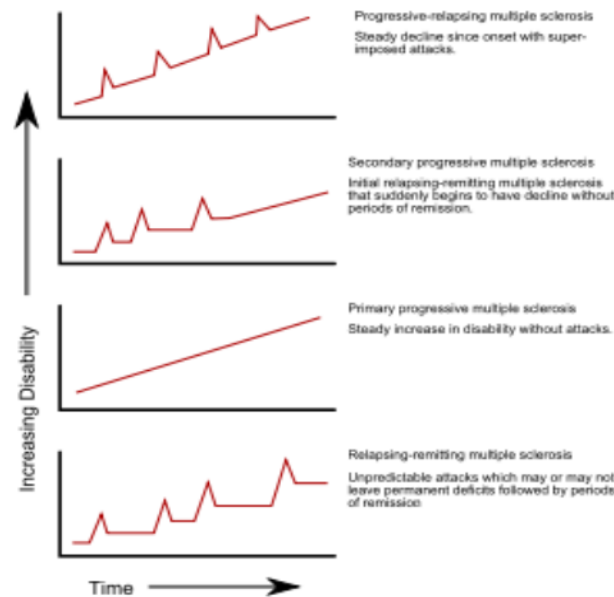 Progressive-relapsing multiple sclerosis
Steady decline since onset with super-
imposed attacks.
Secondary progressive multiple sclerosis
Initial relapsing-remitting multiple sclerosis
that suddenly begins to have decline without
periods of remission.
Primary progressive multiple sclerosis
Steady increase in disability without attacks.
Relapsing-remitting multiple sclerosis
Unpredictable attacks which may or may not
leave permanent deficits followed by periods
of remission
Increasing Disability
Time